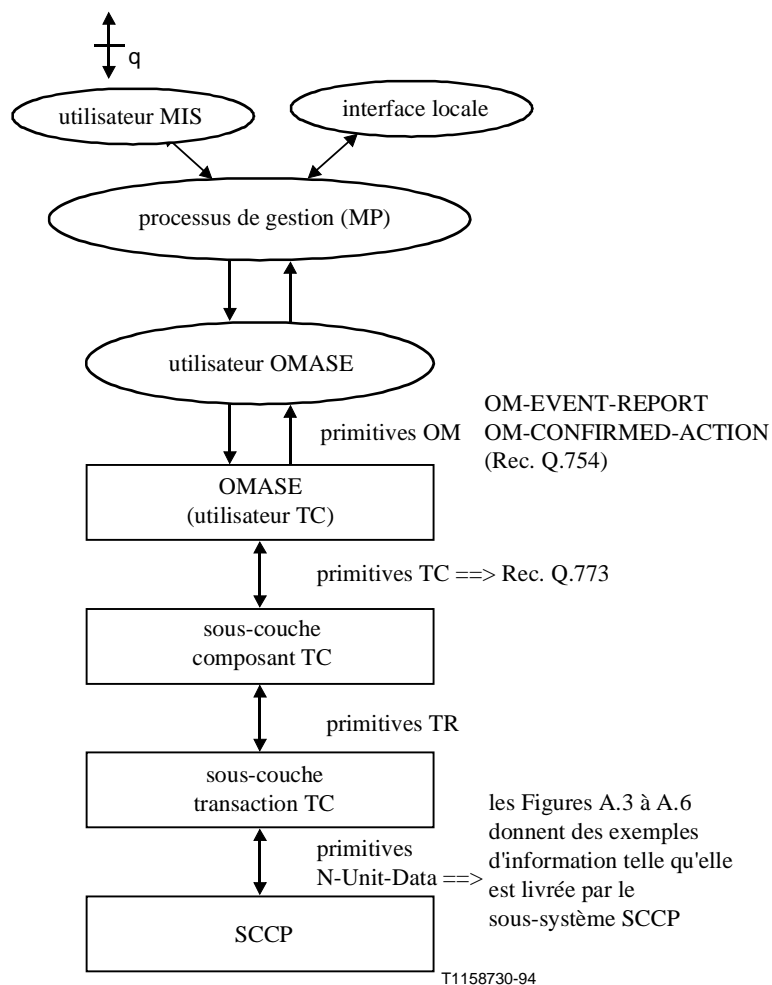 q
utilisateur MIS
interface locale
processus de gestion (MP)
utilisateur OMASE
primitives OM
OM-EVENT-REPORT
OM-CONFIRMED-ACTION
(Rec. Q.754)
OMASE
(utilisateur TC)
primitives TC ==> Rec. Q.773
sous-couche
composant TC
primitives TR
sous-couche
transaction TC
primitives
N-Unit-Data ==>
les Figures A.3 à A.6
donnent des exemples
d'information telle qu'elle
est livrée par le
sous-système SCCP
SCCP
T1158730-94